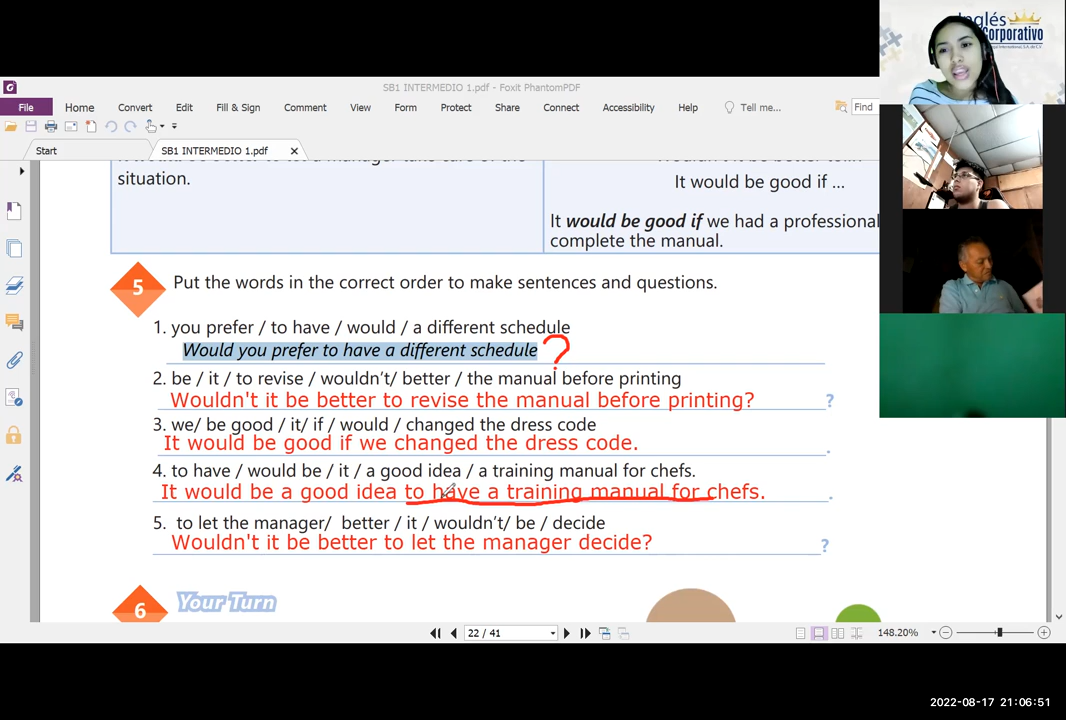 Inglés
Corporativo
SB1 INTERMEDIO 1.pdf - Foxit PhantomPDF
File Home Convert Edit Fill & Sign Comment View Form Protect Share Connect Accessibility Help Tell me... Find
Start SB1 INTERMEDIO 1.pdf
situation.
It would be good if ...
It would be good if we had a professional
complete the manual.
5 Put the words in the correct order to make sentences and questions.
1. you prefer / to have / would / a different schedule
Would you prefer to have a different schedule ?
2. be / it / to revise / wouldn't/ better / the manual before printing
Wouldn't it be better to revise the manual before printing? ?
3. we/ be good / it/ if / would / changed the dress code
It would be good if we changed the dress code. .
4. to have / would be / it / a good idea / a training manual for chefs.
It would be a good idea to have a training manual for chefs. .
5. to let the manager/ better / it / wouldn't/ be / decide
Wouldn't it be better to let the manager decide? ?
6 Your Turn
22 / 41 148.20%
2022-08-17 21:06:51